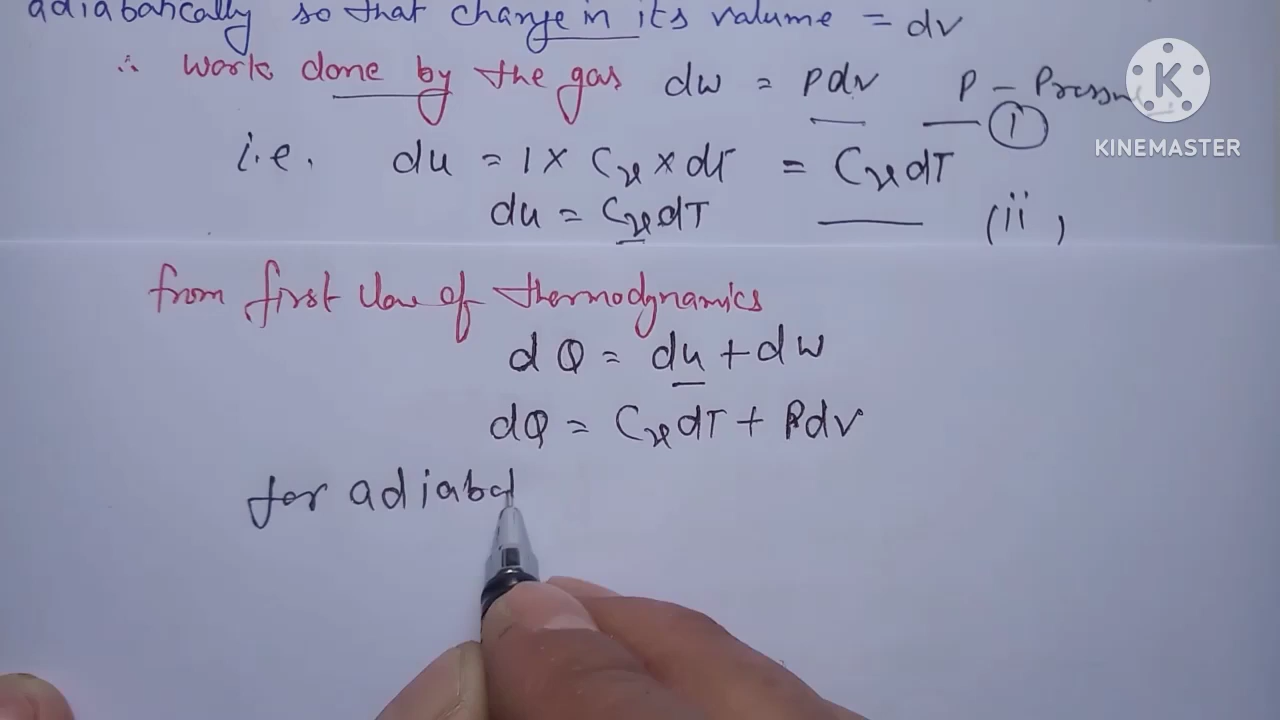 adiabatically so that change in its valume = dv
∴ work done by the gas dw = Pdv P - Pressu
i
i.e. du = 1 × Cv × dT = CvdT
du = CvdT (ii)
from first law of thermodynamics
dQ = du + dw
dQ = CvdT + Pdv
for adiabat
K
KINEMASTER